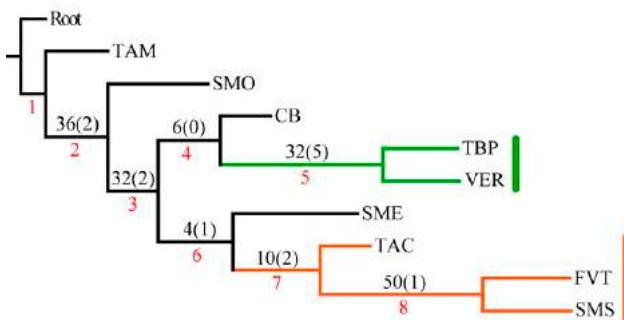 Root
TAM
1
SMO
36(2)
2
CB
6(0)
4
TBP
32(5)
5
VER
32(2)
3
SME
4(1)
6
TAC
10(2)
7
FVT
50(1)
8
SMS